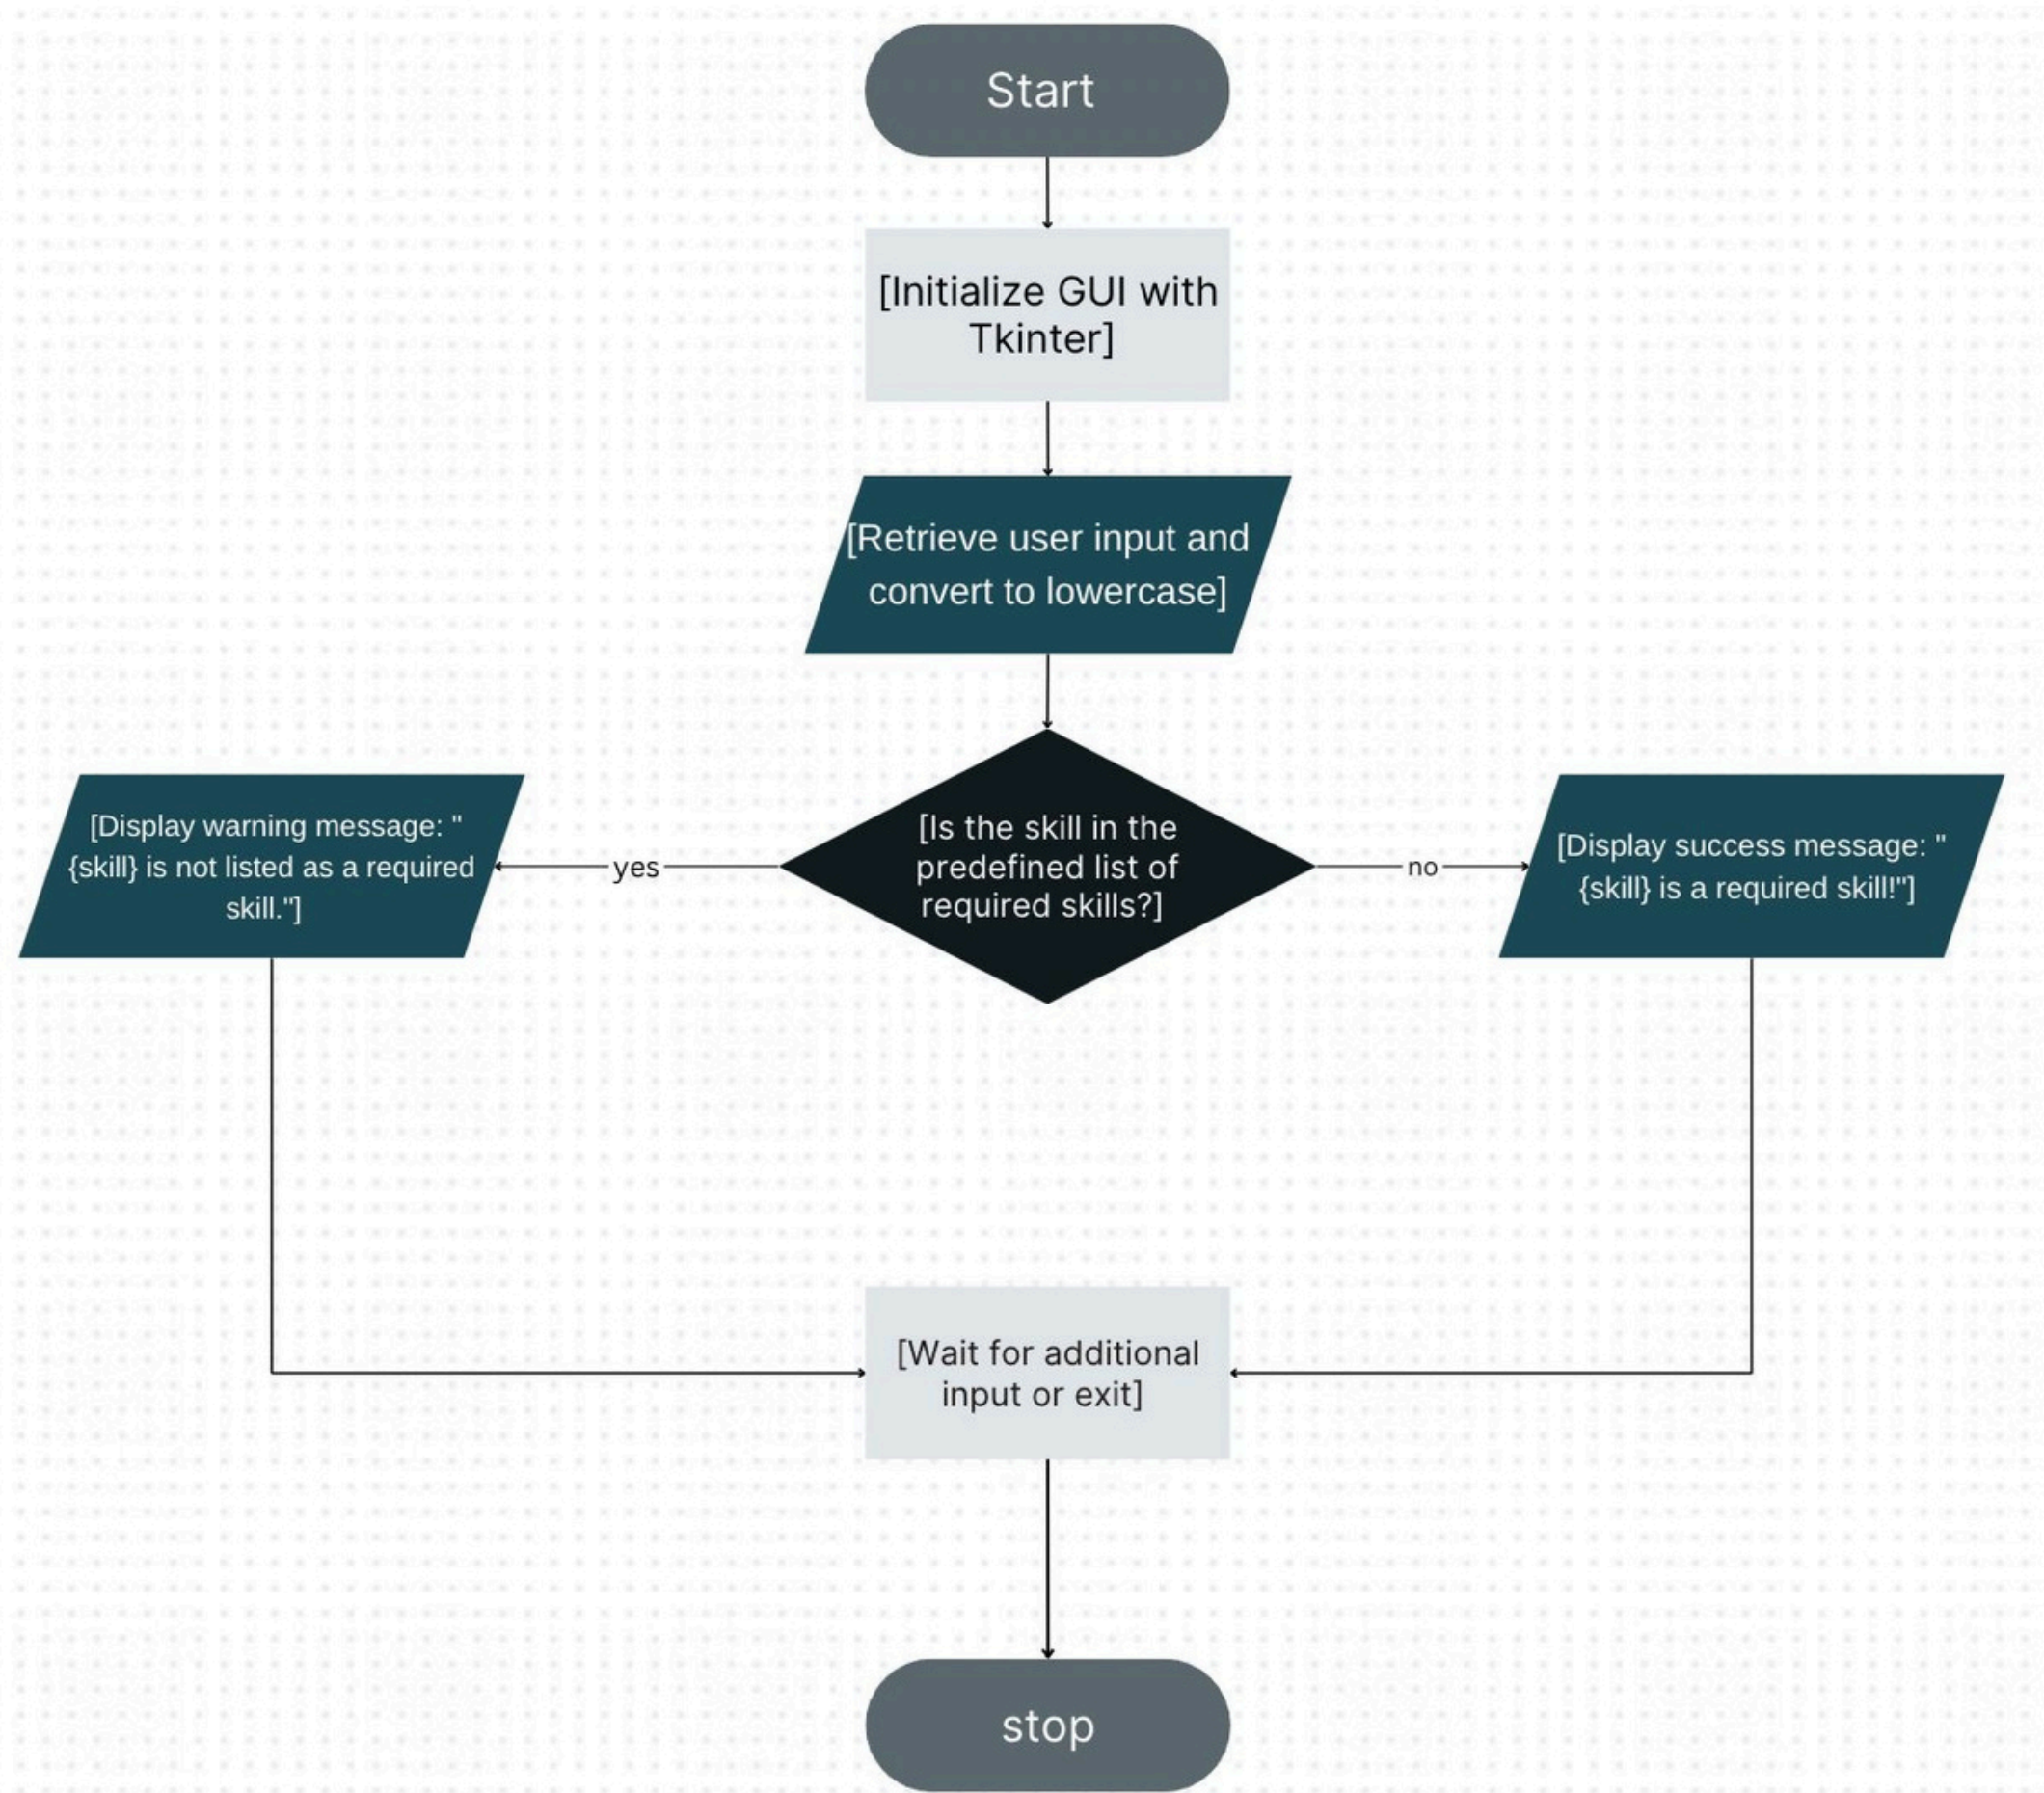 Start
[Initialize GUI with
Tkinter]
[Retrieve user input and
convert to lowercase]
[Is the skill in the
predefined list of
required skills?]
yes
[Display warning message: "
{skill} is not listed as a required
skill."]
no
[Display success message: "
{skill} is a required skill!"]
[Wait for additional
input or exit]
stop